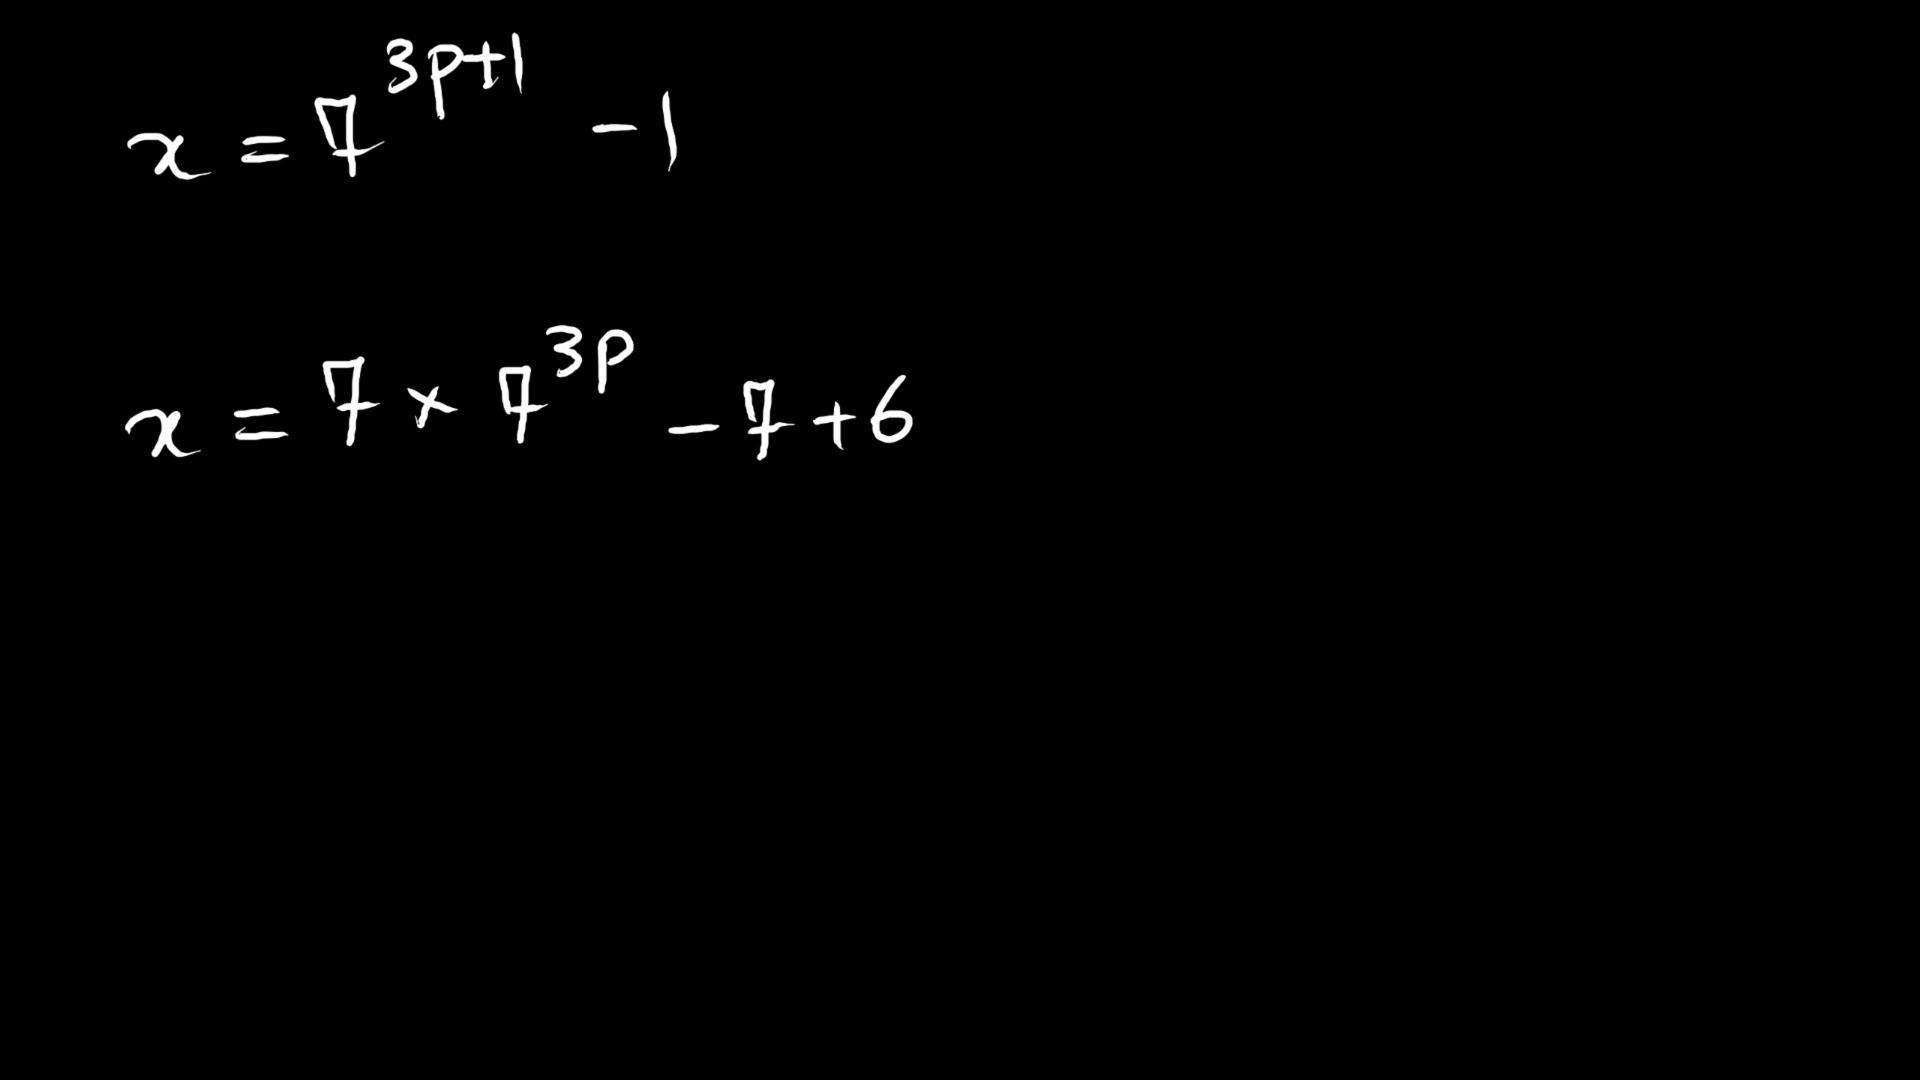 x = 7^{3p+1} - 1
x = 7 × 7^{3p} - 7 + 6